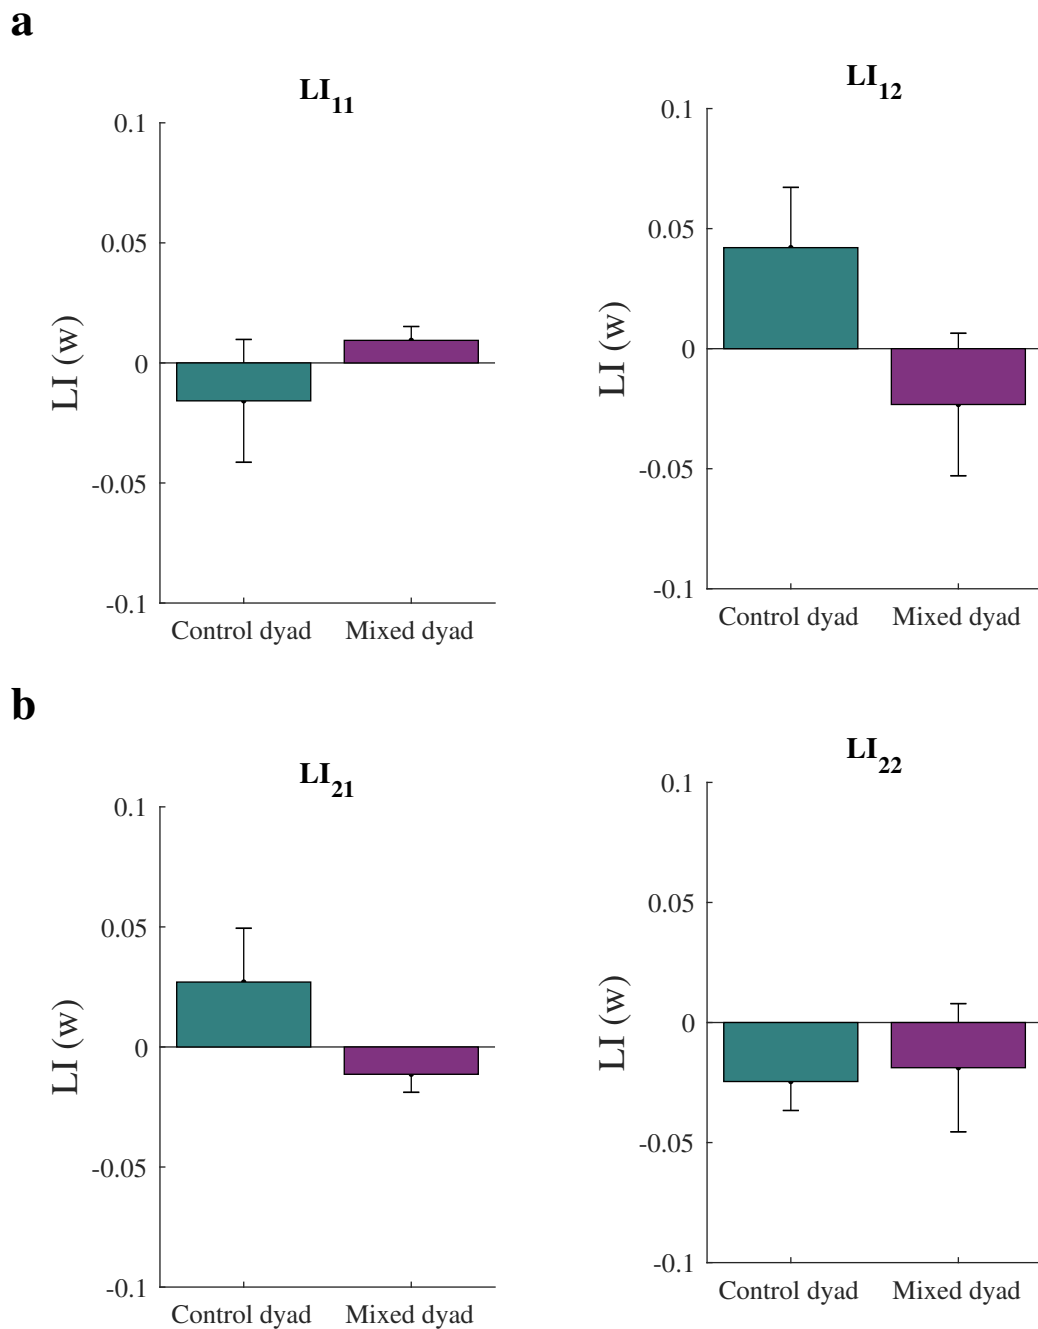 a
LI11
0.1
0.05
0
-0.05
-0.1
LI (w)
Control dyad Mixed dyad
LI12
0.1
0.05
0
-0.05
-0.1
LI (w)
Control dyad Mixed dyad
b
LI21
0.1
0.05
0
-0.05
-0.1
LI (w)
Control dyad Mixed dyad
LI22
0.1
0.05
0
-0.05
-0.1
LI (w)
Control dyad Mixed dyad